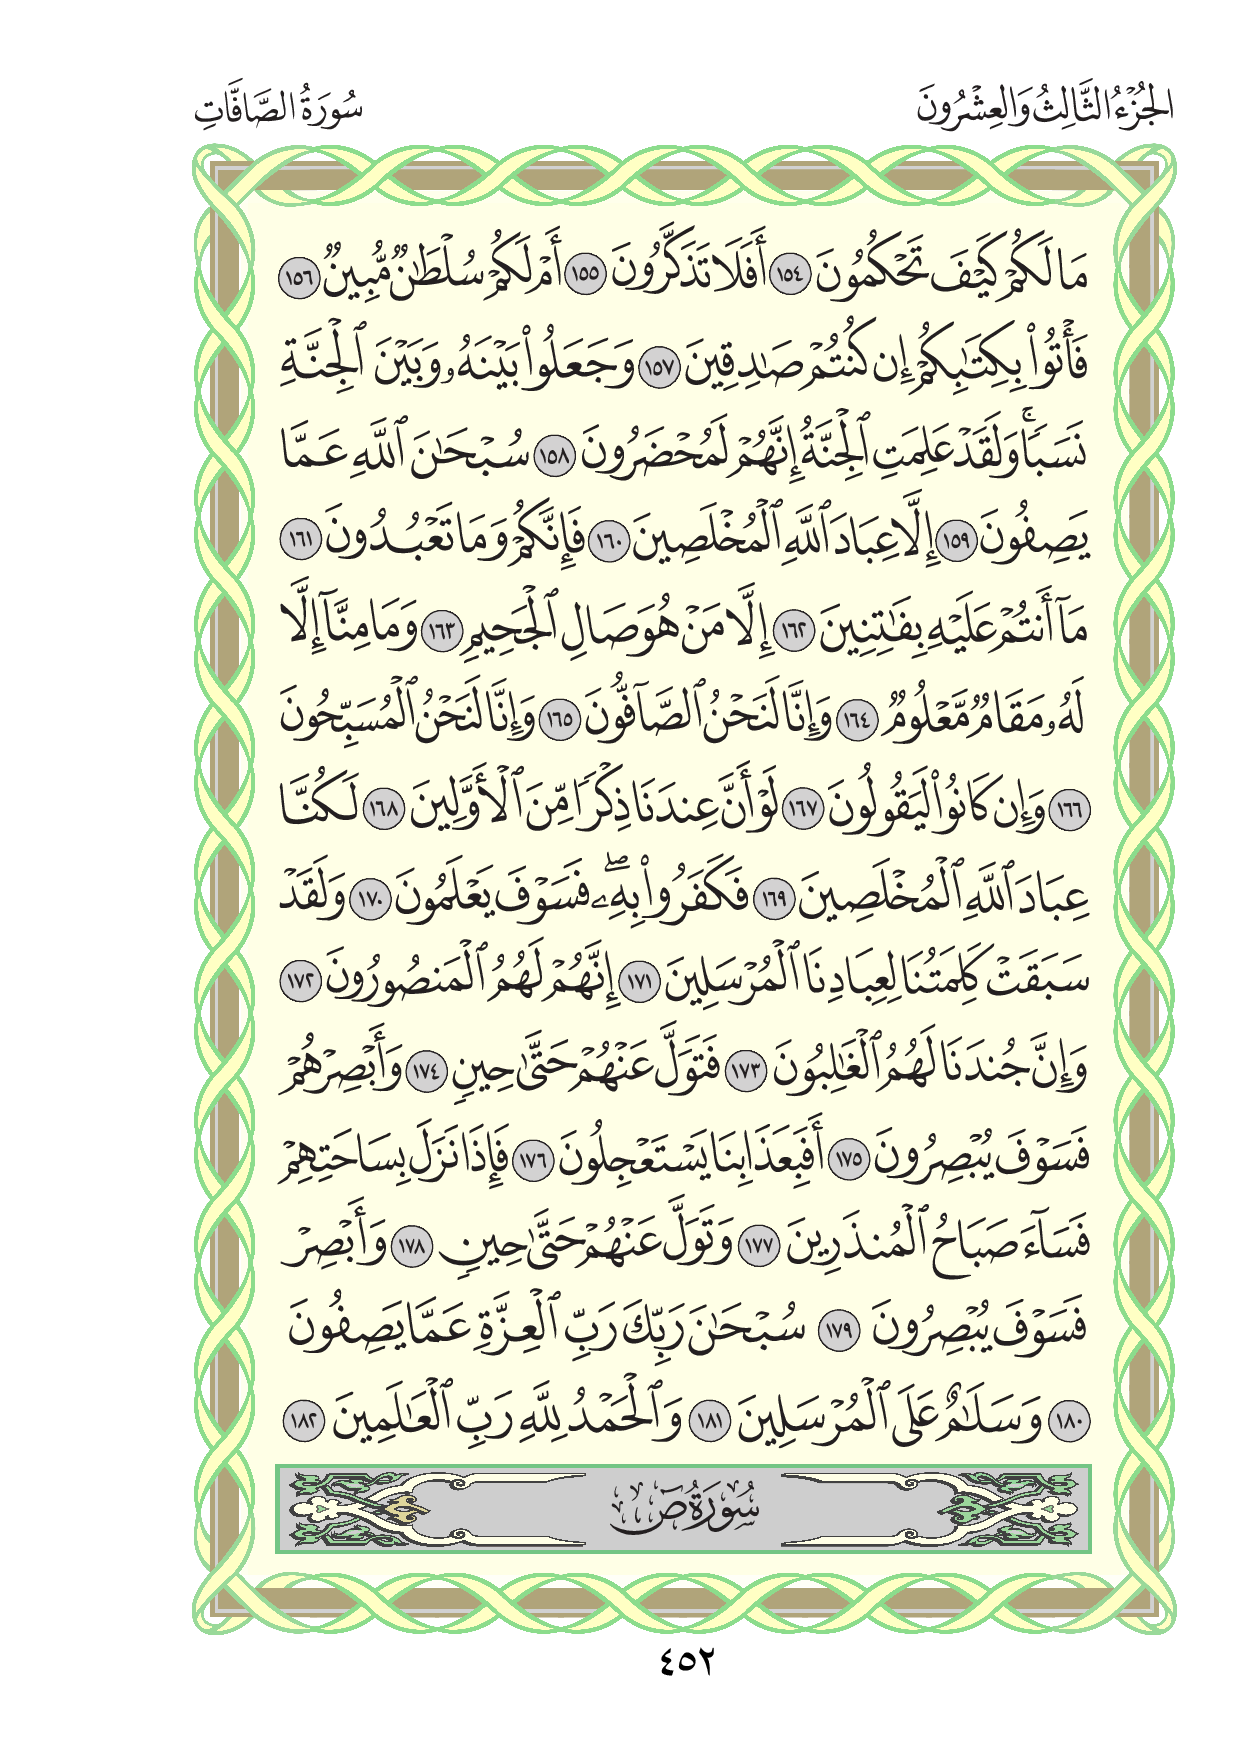 الجُزْءُ الثَّالِثُ وَالعِشْرُونَ
سُورَةُ الصَّافَّاتِ
مَا لَكُمْ كَيْفَ تَحْكُمُونَ ١٥٤ أَفَلَا تَذَكَّرُونَ ١٥٥ أَمْ لَكُمْ سُلْطَٰنٌ مُّبِينٌ ١٥٦
فَأْتُوا۟ بِكِتَٰبِكُمْ إِن كُنتُمْ صَٰدِقِينَ ١٥٧ وَجَعَلُوا۟ بَيْنَهُۥ وَبَيْنَ ٱلْجِنَّةِ
نَسَبًا ۚ وَلَقَدْ عَلِمَتِ ٱلْجِنَّةُ إِنَّهُمْ لَمُحْضَرُونَ ١٥٨ سُبْحَٰنَ ٱللَّهِ عَمَّا
يَصِفُونَ ١٥٩ إِلَّا عِبَادَ ٱللَّهِ ٱلْمُخْلَصِينَ ١٦٠ فَإِنَّكُمْ وَمَا تَعْبُدُونَ ١٦١
مَآ أَنتُمْ عَلَيْهِ بِفَٰتِنِينَ ١٦٢ إِلَّا مَنْ هُوَ صَالِ ٱلْجَحِيمِ ١٦٣ وَمَا مِنَّآ إِلَّا
لَهُۥ مَقَامٌ مَّعْلُومٌ ١٦٤ وَإِنَّا لَنَحْنُ ٱلصَّآفُّونَ ١٦٥ وَإِنَّا لَنَحْنُ ٱلْمُسَبِّحُونَ
١٦٦ وَإِن كَانُوا۟ لَيَقُولُونَ ١٦٧ لَوْ أَنَّ عِندَنَا ذِكْرًا مِّنَ ٱلْأَوَّلِينَ ١٦٨ لَكُنَّا
عِبَادَ ٱللَّهِ ٱلْمُخْلَصِينَ ١٦٩ فَكَفَرُوا۟ بِهِۦ ۖ فَسَوْفَ يَعْلَمُونَ ١٧٠ وَلَقَدْ
سَبَقَتْ كَلِمَتُنَا لِعِبَادِنَا ٱلْمُرْسَلِينَ ١٧١ إِنَّهُمْ لَهُمُ ٱلْمَنصُورُونَ ١٧٢
وَإِنَّ جُندَنَا لَهُمُ ٱلْغَٰلِبُونَ ١٧٣ فَتَوَلَّ عَنْهُمْ حَتَّىٰ حِينٍ ١٧٤ وَأَبْصِرْهُمْ
فَسَوْفَ يُبْصِرُونَ ١٧٥ أَفَبِعَذَابِنَا يَسْتَعْجِلُونَ ١٧٦ فَإِذَا نَزَلَ بِسَاحَتِهِمْ
فَسَآءَ صَبَاحُ ٱلْمُنذَرِينَ ١٧٧ وَتَوَلَّ عَنْهُمْ حَتَّىٰ حِينٍ ١٧٨ وَأَبْصِرْ
فَسَوْفَ يُبْصِرُونَ ١٧٩ سُبْحَٰنَ رَبِّكَ رَبِّ ٱلْعِزَّةِ عَمَّا يَصِفُونَ
١٨٠ وَسَلَٰمٌ عَلَى ٱلْمُرْسَلِينَ ١٨١ وَٱلْحَمْدُ لِلَّهِ رَبِّ ٱلْعَٰلَمِينَ ١٨٢
سُورَةُ صٓ
٤٥٢